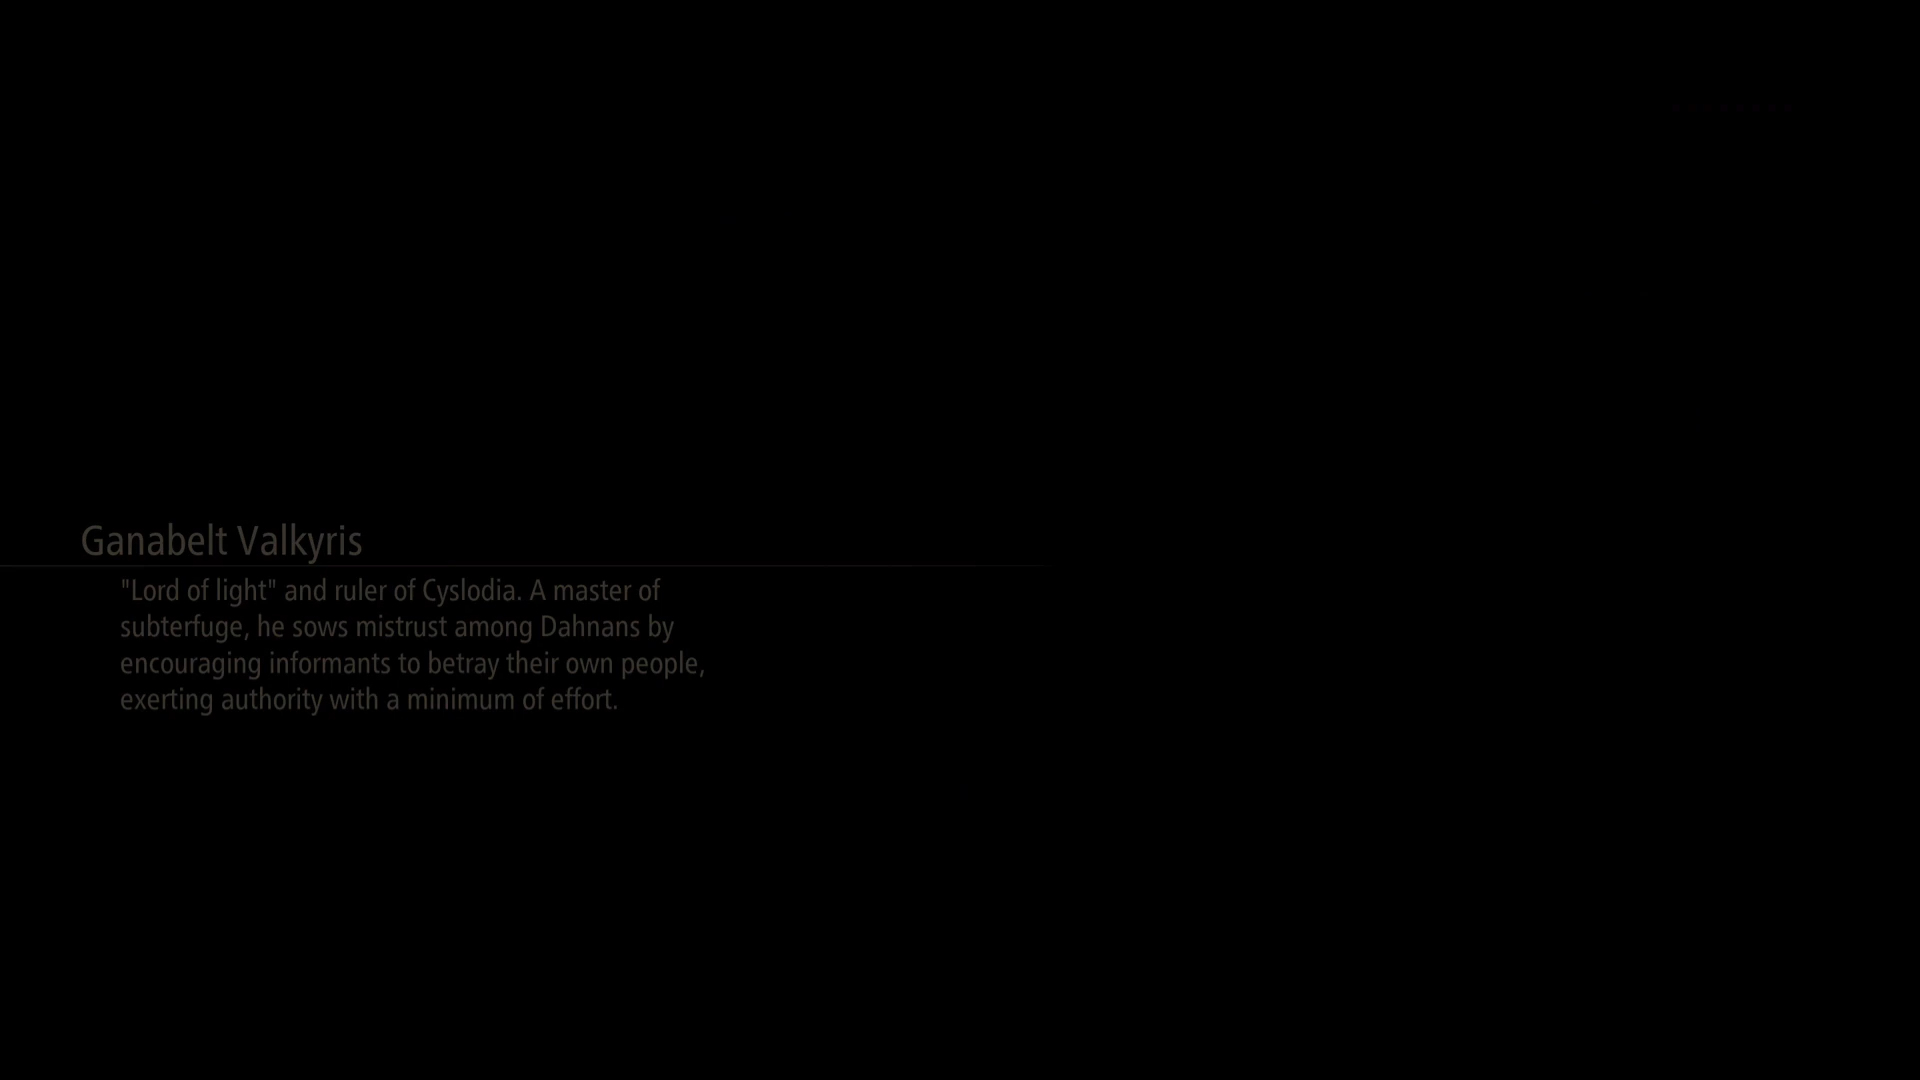 Ganabelt Valkyris
"Lord of light" and ruler of Cyslodia. A master of
subterfuge, he sows mistrust among Dahnans by
encouraging informants to betray their own people,
exerting authority with a minimum of effort.